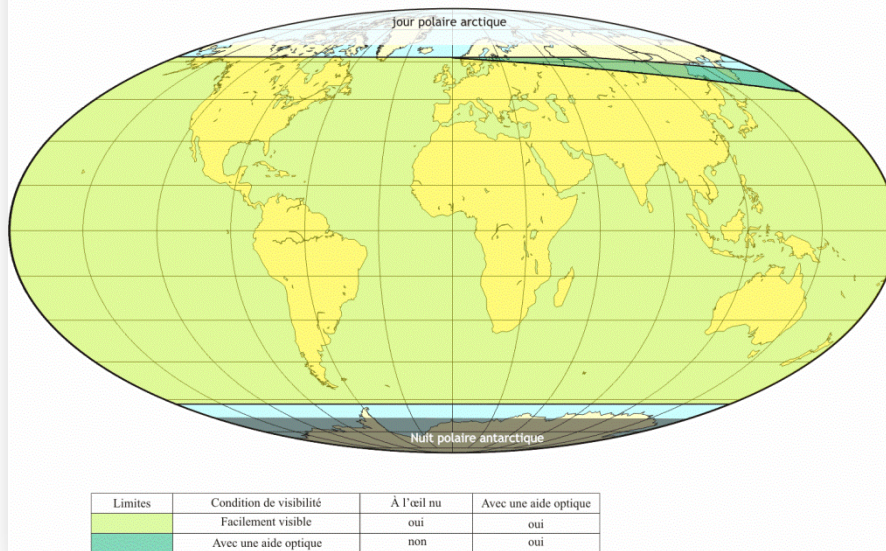 jour polaire arctique
Nuit polaire antarctique
Limites Condition de visibilité À l’œil nu Avec une aide optique
Facilement visible oui oui
Avec une aide optique non oui